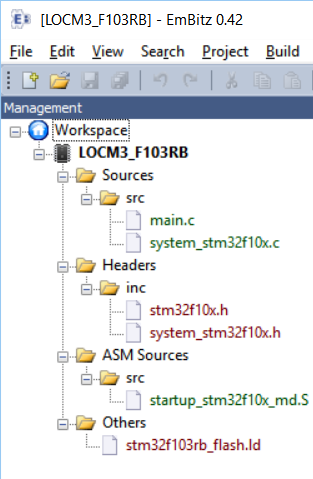 [LOCM3_F103RB] - EmBitz 0.42
File Edit View Search Project Build
Management
Workspace
LOCM3_F103RB
Sources
src
main.c
system_stm32f10x.c
Headers
inc
stm32f10x.h
system_stm32f10x.h
ASM Sources
src
startup_stm32f10x_md.S
Others
stm32f103rb_flash.ld